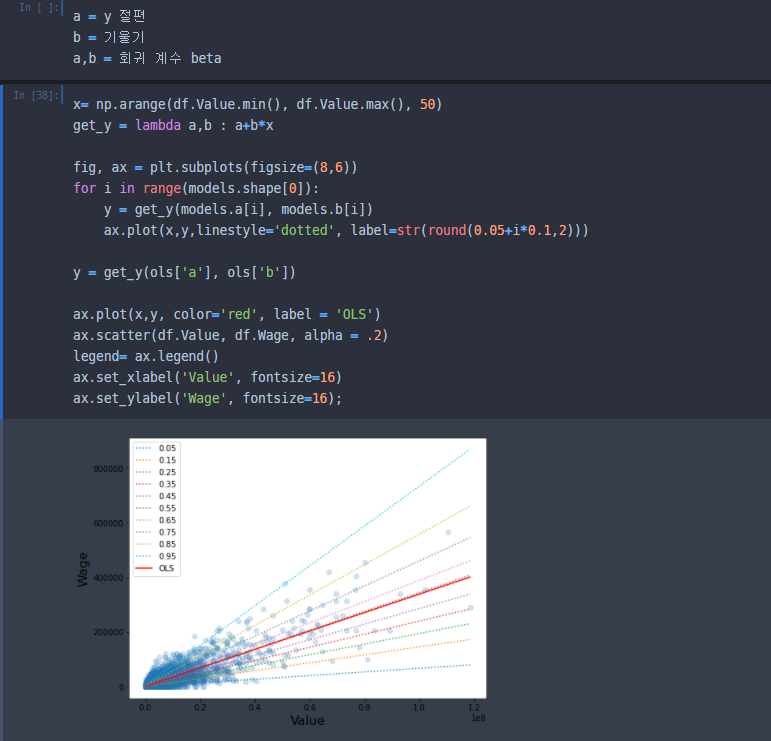 In [ ]:
a = y 절편
b = 기울기
a,b = 회귀 계수 beta
In [38]:
x= np.arange(df.Value.min(), df.Value.max(), 50)
get_y = lambda a,b : a+b*x
fig, ax = plt.subplots(figsize=(8,6))
for i in range(models.shape[0]):
    y = get_y(models.a[i], models.b[i])
    ax.plot(x,y,linestyle='dotted', label=str(round(0.05+i*0.1,2)))
y = get_y(ols['a'], ols['b'])
ax.plot(x,y, color='red', label = 'OLS')
ax.scatter(df.Value, df.Wage, alpha = .2)
legend= ax.legend()
ax.set_xlabel('Value', fontsize=16)
ax.set_ylabel('Wage', fontsize=16);
0.05
0.15
0.25
0.35
0.45
0.55
0.65
0.75
0.85
0.95
OLS
800000
600000
400000
200000
0
Wage
0.0 0.2 0.4 0.6 0.8 1.0 1.2
1e8
Value